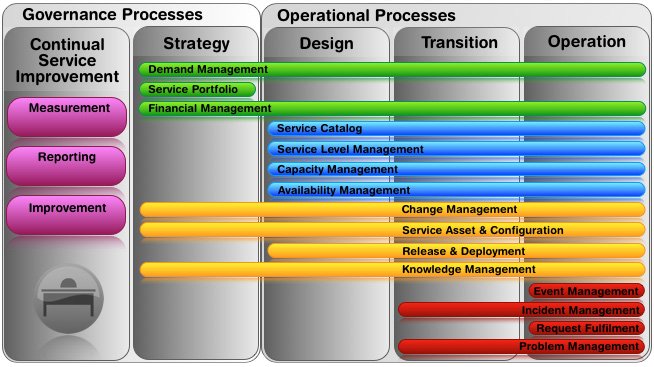 Governance Processes
Operational Processes
Continual
Service
Improvement
Strategy
Design
Transition
Operation
Measurement
Reporting
Improvement
Demand Management
Service Portfolio
Financial Management
Service Catalog
Service Level Management
Capacity Management
Availability Management
Change Management
Service Asset & Configuration
Release & Deployment
Knowledge Management
Event Management
Incident Management
Request Fulfilment
Problem Management